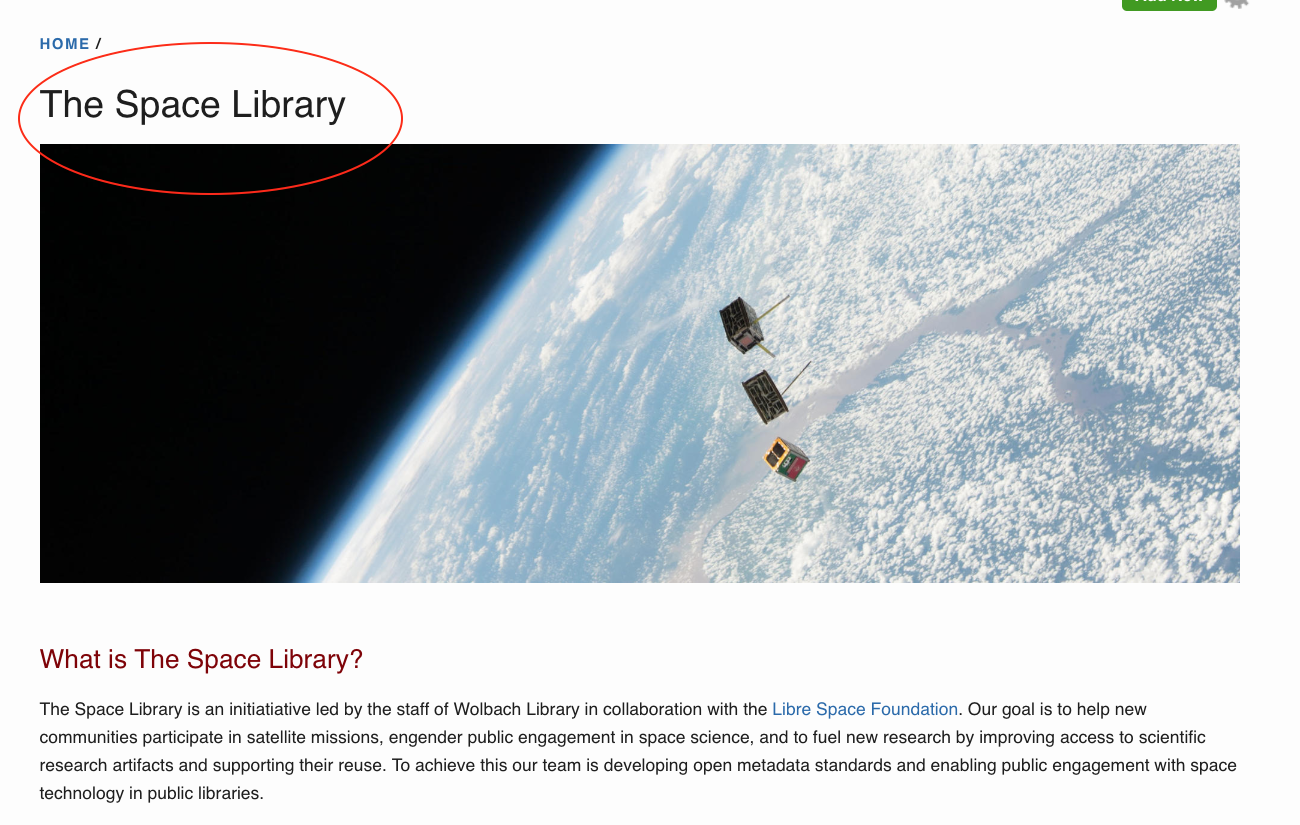 Add New
HOME /
The Space Library
What is The Space Library?
The Space Library is an initiatiative led by the staff of Wolbach Library in collaboration with the Libre Space Foundation. Our goal is to help new
communities participate in satellite missions, engender public engagement in space science, and to fuel new research by improving access to scientific
research artifacts and supporting their reuse. To achieve this our team is developing open metadata standards and enabling public engagement with space
technology in public libraries.